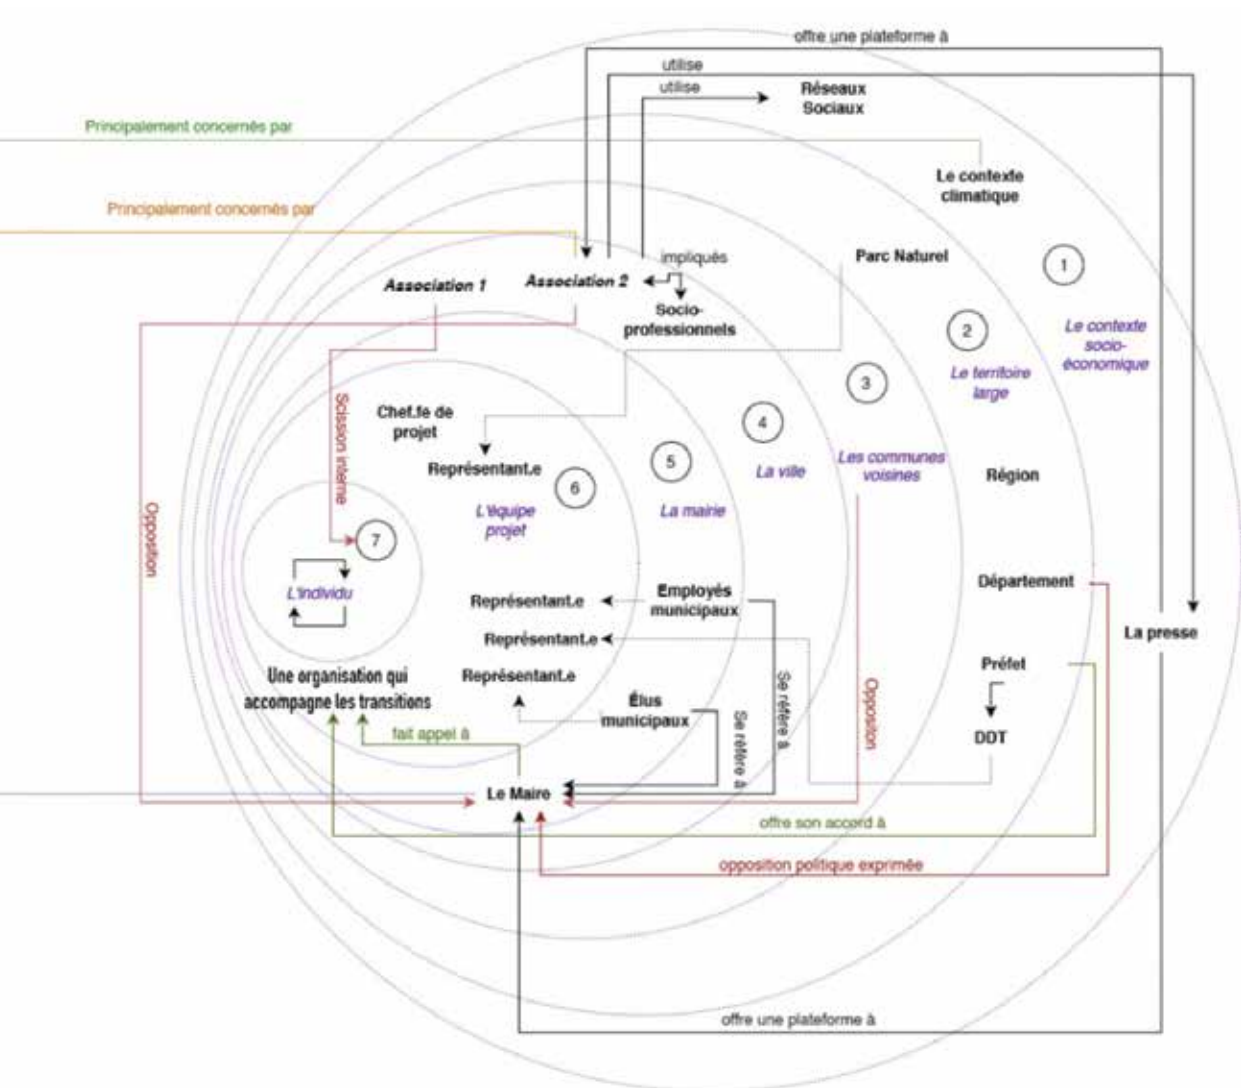 offre une plateforme à
utilise
utilise
Réseaux
Sociaux
Principalement concernés par
Le contexte
climatique
Principalement concernés par
impliqués
Parc Naturel
1
Association 1
Association 2
Socio-
professionnels
2
Le contexte
socio-
économique
Le territoire
large
3
Chef.fe de
projet
4
Scission interne
Représentant.e
5
La ville
Les communes
voisines
Région
6
L'équipe
projet
La mairie
Opposition
7
L'individu
Représentant.e
Employés
municipaux
Département
Représentant.e
La presse
Une organisation qui
accompagne les transitions
Représentant.e
Préfet
Élus
municipaux
Se réfère à
Se réfère à
Oppositon
DDT
fait appel à
Le Maire
offre son accord à
opposition politique exprimée
offre une plateforme à